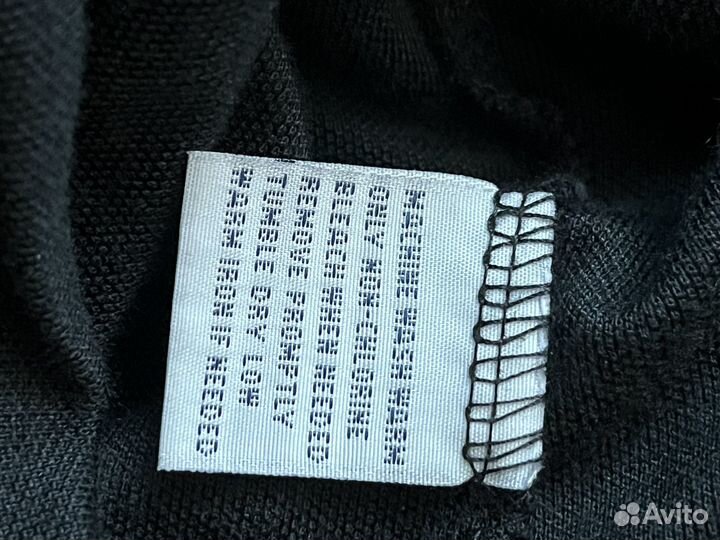 MACHINE WASH WARM
ONLY NON-CHLORINE
BLEACH WHEN NEEDED
REMOVE PROMPTLY
TUMBLE DRY LOW
WARM IRON IF NEEDED
Avito